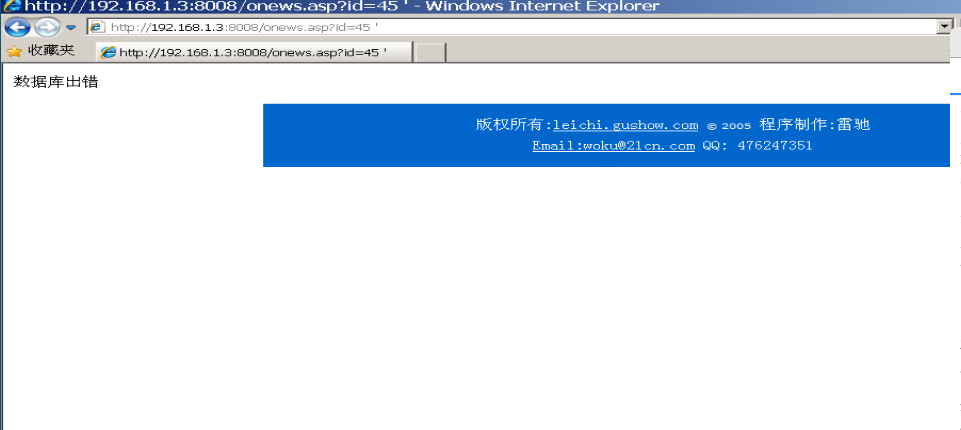 http://192.168.1.3:8008/onews.asp?id=45 ' - Windows Internet Explorer
http://192.168.1.3:8008/onews.asp?id=45 '
收藏夹
http://192.168.1.3:8008/onews.asp?id=45 '
数据库出错
版权所有:leichi.gushow.com © 2005 程序制作:雷驰
Email:woku@21cn.com QQ: 476247351